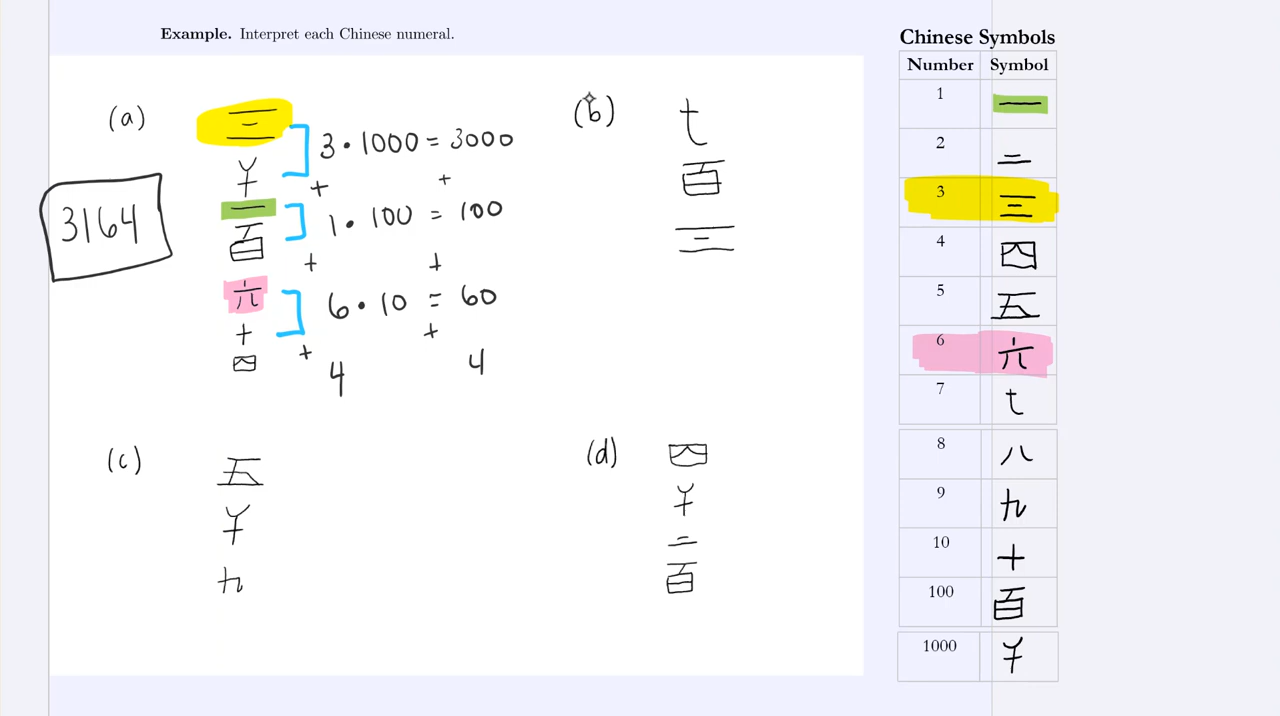 Example. Interpret each Chinese numeral.
(a)
三
千
一
百
六
十
四
3 · 1000 = 3000
+ +
1 · 100 = 100
+ +
6 · 10 = 60
+ +
4 4
3164
(b)
t
百
三
(c)
五
千
九
(d)
四
千
二
百
Chinese Symbols
Number Symbol
1 一
2 二
3 三
4 四
5 五
6 六
7 t
8 八
9 九
10 十
100 百
1000 千